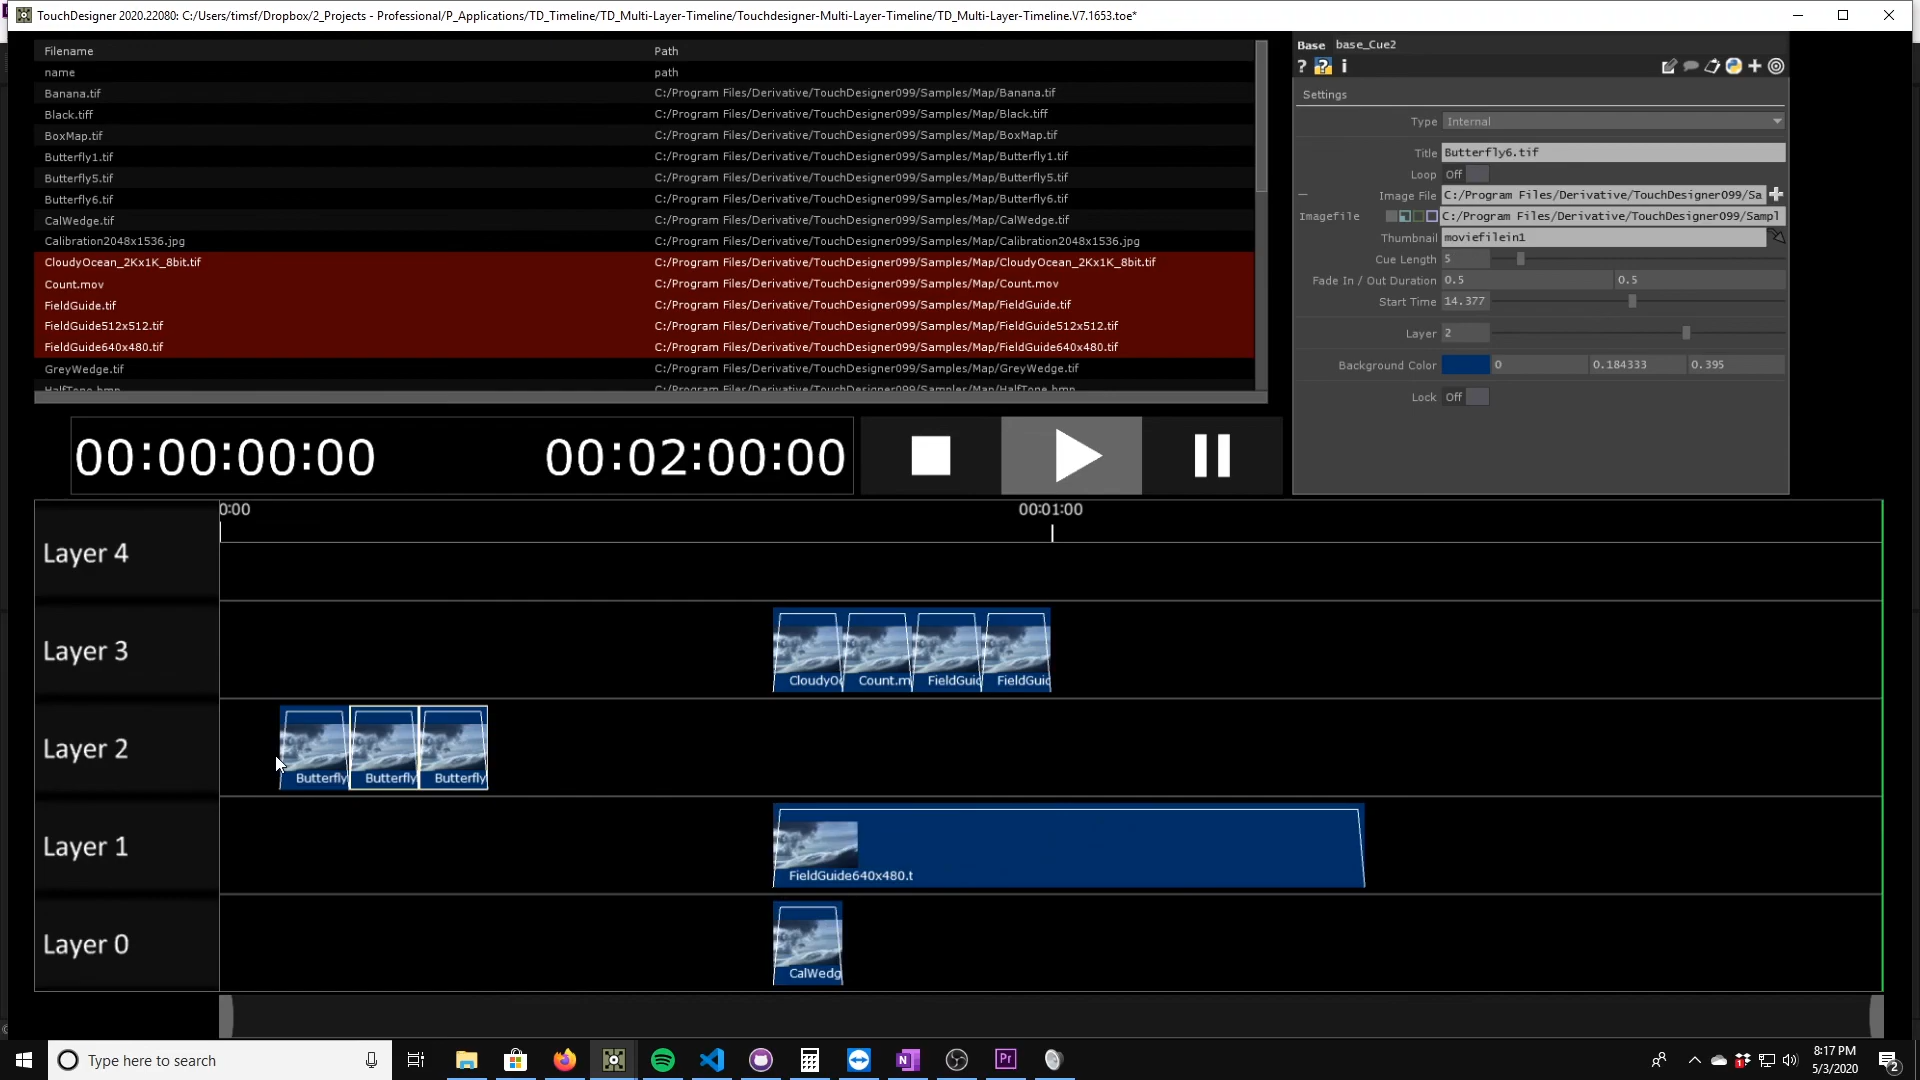 TouchDesigner 2020.22080: C:/Users/timsf/Dropbox/2_Projects - Professional/P_Applications/TD_Timeline/TD_Multi-Layer-Timeline/Touchdesigner-Multi-Layer-Timeline/TD_Multi-Layer-Timeline.V7.1653.toe*
Filename Path
name path
Banana.tif C:/Program Files/Derivative/TouchDesigner099/Samples/Map/Banana.tif
Black.tiff C:/Program Files/Derivative/TouchDesigner099/Samples/Map/Black.tiff
BoxMap.tif C:/Program Files/Derivative/TouchDesigner099/Samples/Map/BoxMap.tif
Butterfly1.tif C:/Program Files/Derivative/TouchDesigner099/Samples/Map/Butterfly1.tif
Butterfly5.tif C:/Program Files/Derivative/TouchDesigner099/Samples/Map/Butterfly5.tif
Butterfly6.tif C:/Program Files/Derivative/TouchDesigner099/Samples/Map/Butterfly6.tif
CalWedge.tif C:/Program Files/Derivative/TouchDesigner099/Samples/Map/CalWedge.tif
Calibration2048x1536.jpg C:/Program Files/Derivative/TouchDesigner099/Samples/Map/Calibration2048x1536.jpg
CloudyOcean_2Kx1K_8bit.tif C:/Program Files/Derivative/TouchDesigner099/Samples/Map/CloudyOcean_2Kx1K_8bit.tif
Count.mov C:/Program Files/Derivative/TouchDesigner099/Samples/Map/Count.mov
FieldGuide.tif C:/Program Files/Derivative/TouchDesigner099/Samples/Map/FieldGuide.tif
FieldGuide512x512.tif C:/Program Files/Derivative/TouchDesigner099/Samples/Map/FieldGuide512x512.tif
FieldGuide640x480.tif C:/Program Files/Derivative/TouchDesigner099/Samples/Map/FieldGuide640x480.tif
GreyWedge.tif C:/Program Files/Derivative/TouchDesigner099/Samples/Map/GreyWedge.tif
HalfTone.bmp C:/Program Files/Derivative/TouchDesigner099/Samples/Map/HalfTone.bmp
Base base_Cue2
? ? i
Settings
Type Internal
Title Butterfly6.tif
Loop Off
Image File C:/Program Files/Derivative/TouchDesigner099/Sa
Imagefile C:/Program Files/Derivative/TouchDesigner099/Sampl
Thumbnail moviefilein1
Cue Length 5
Fade In / Out Duration 0.5 0.5
Start Time 14.377
Layer 2
Background Color 0 0.184333 0.395
Lock Off
00:00:00:00 00:02:00:00
0:00 00:01:00
Layer 4
Layer 3
CloudyO Count.m FieldGuid FieldGuid
Layer 2
Butterfly Butterfly Butterfly
Layer 1
FieldGuide640x480.t
Layer 0
CalWedg
Type here to search
Pr
8:17 PM
5/3/2020
2